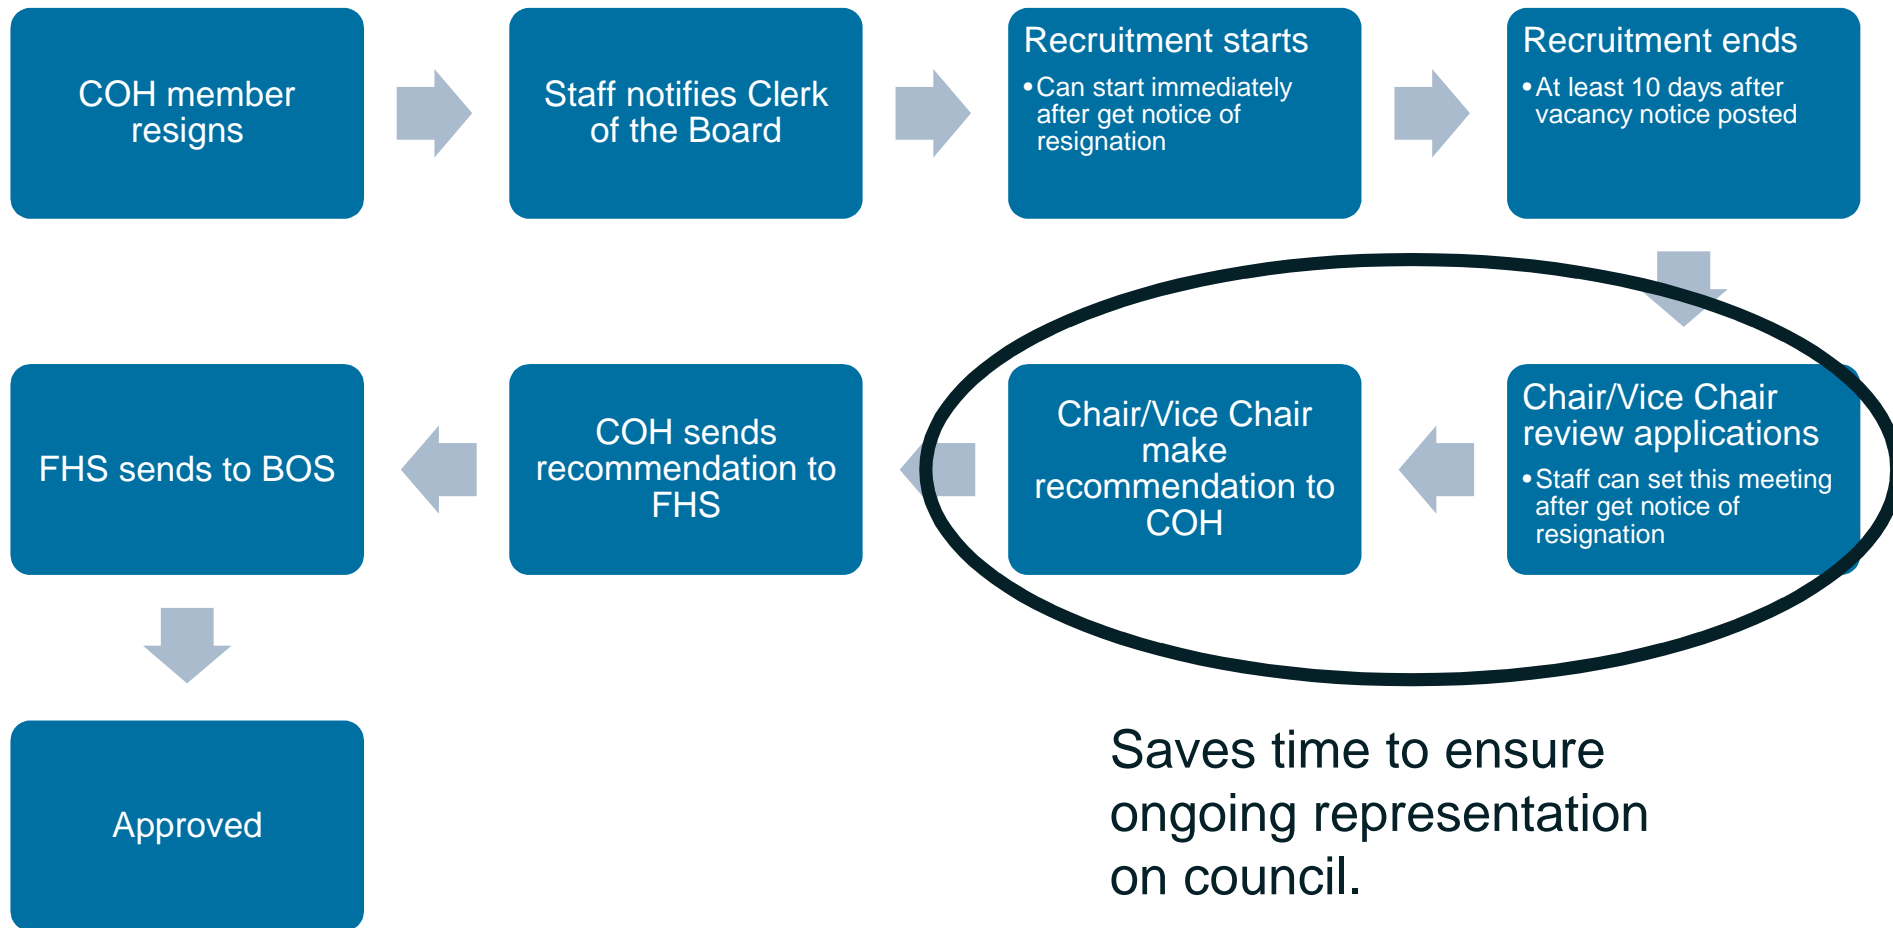 COH member
resigns
Staff notifies Clerk
of the Board
Recruitment starts
•Can start immediately
after get notice of
resignation
Recruitment ends
•At least 10 days after
vacancy notice posted
Chair/Vice Chair
review applications
•Staff can set this meeting
after get notice of
resignation
Chair/Vice Chair
make
recommendation to
COH
COH sends
recommendation to
FHS
FHS sends to BOS
Approved
Saves time to ensure
ongoing representation
on council.